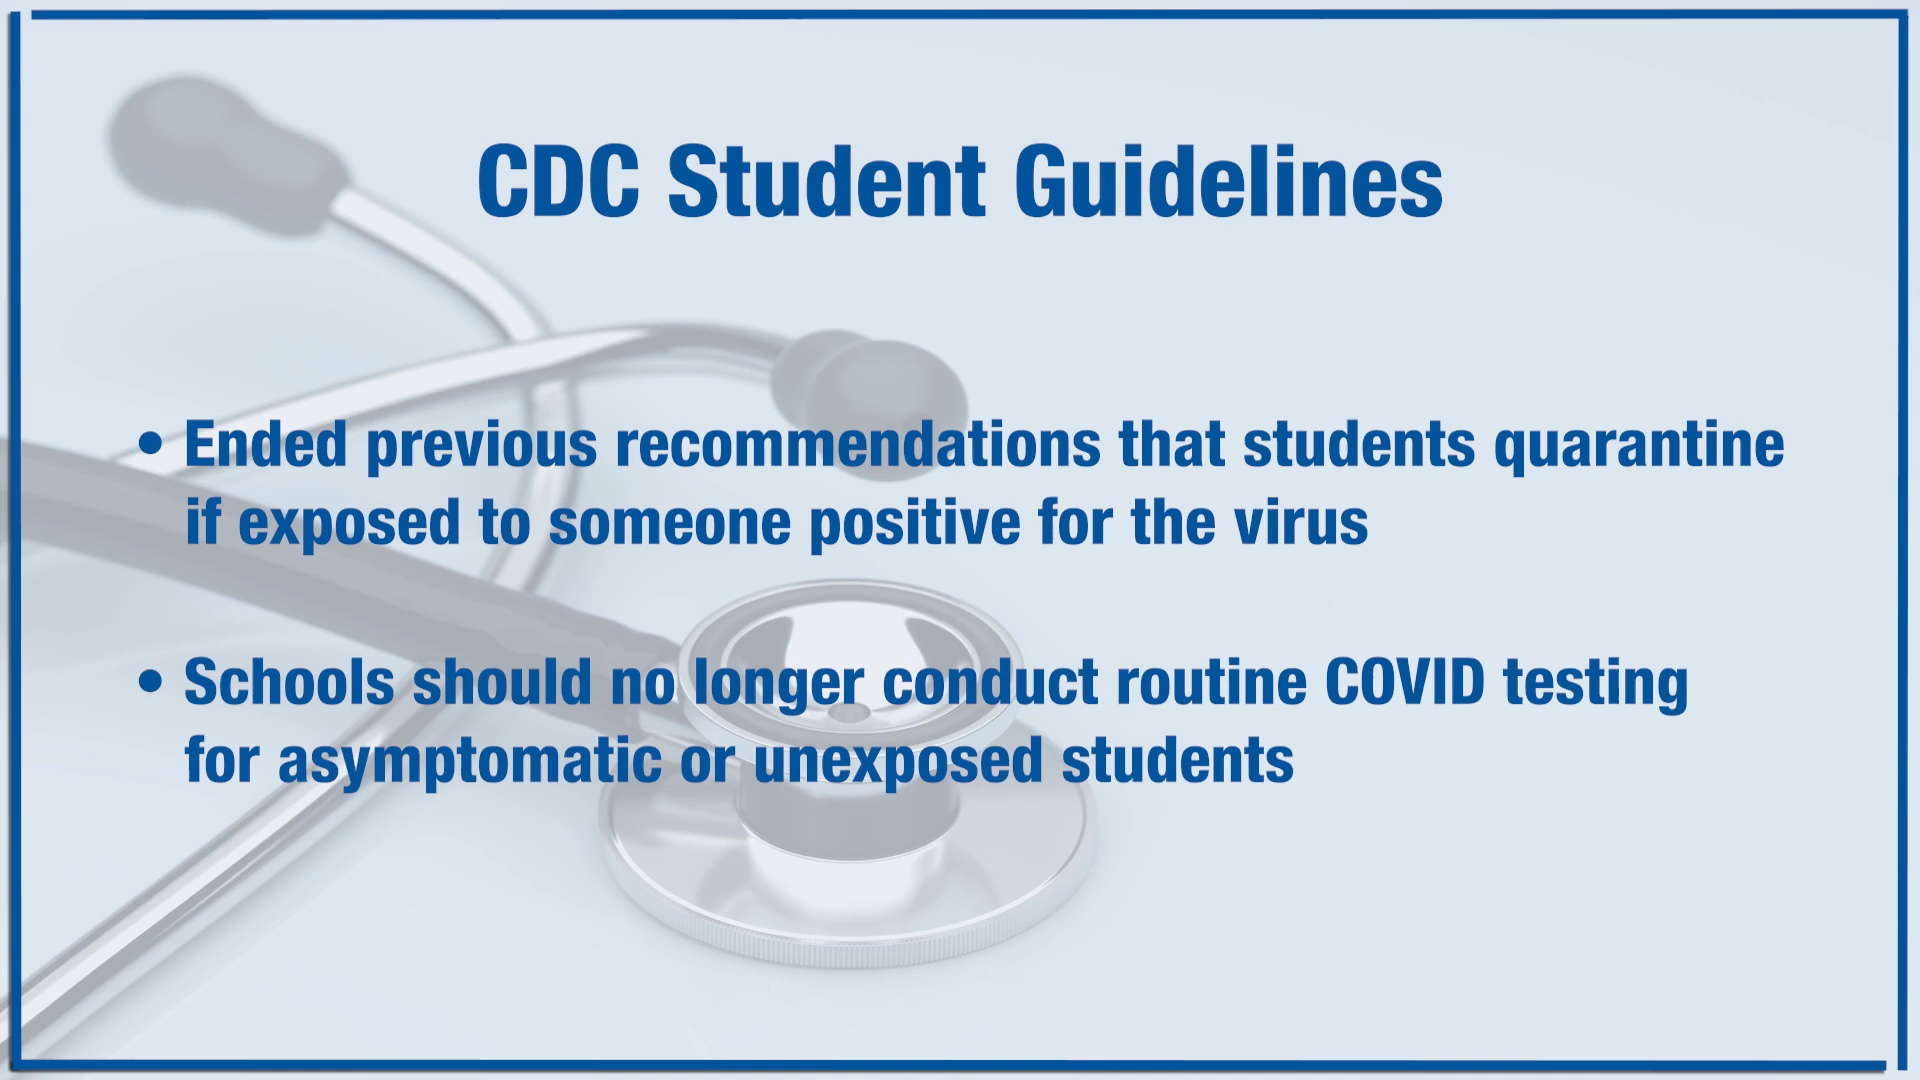 CDC Student Guidelines
• Ended previous recommendations that students quarantine
if exposed to someone positive for the virus
• Schools should no longer conduct routine COVID testing
for asymptomatic or unexposed students